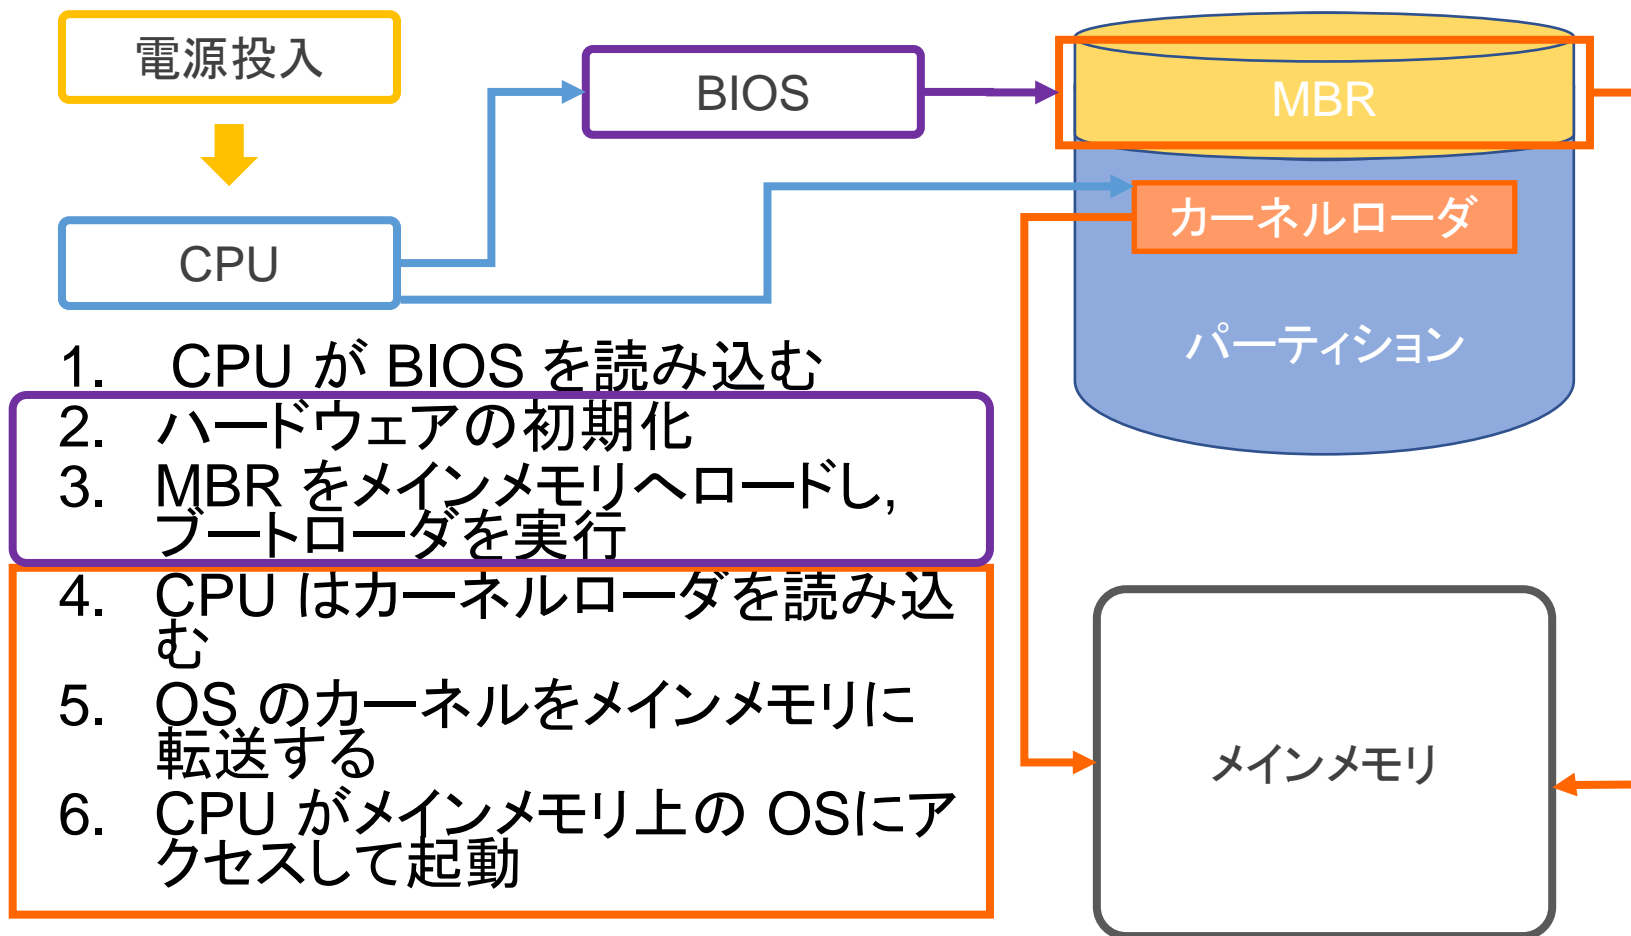 電源投入
BIOS
MBR
カーネルローダ
CPU
パーティション
1. CPU が BIOS を読み込む
2. ハードウェアの初期化
3. MBR をメインメモリへロードし,
ブートローダを実行
4. CPU はカーネルローダを読み込
む
5. OS のカーネルをメインメモリに
転送する
6. CPU がメインメモリ上の OSにア
クセスして起動
メインメモリ